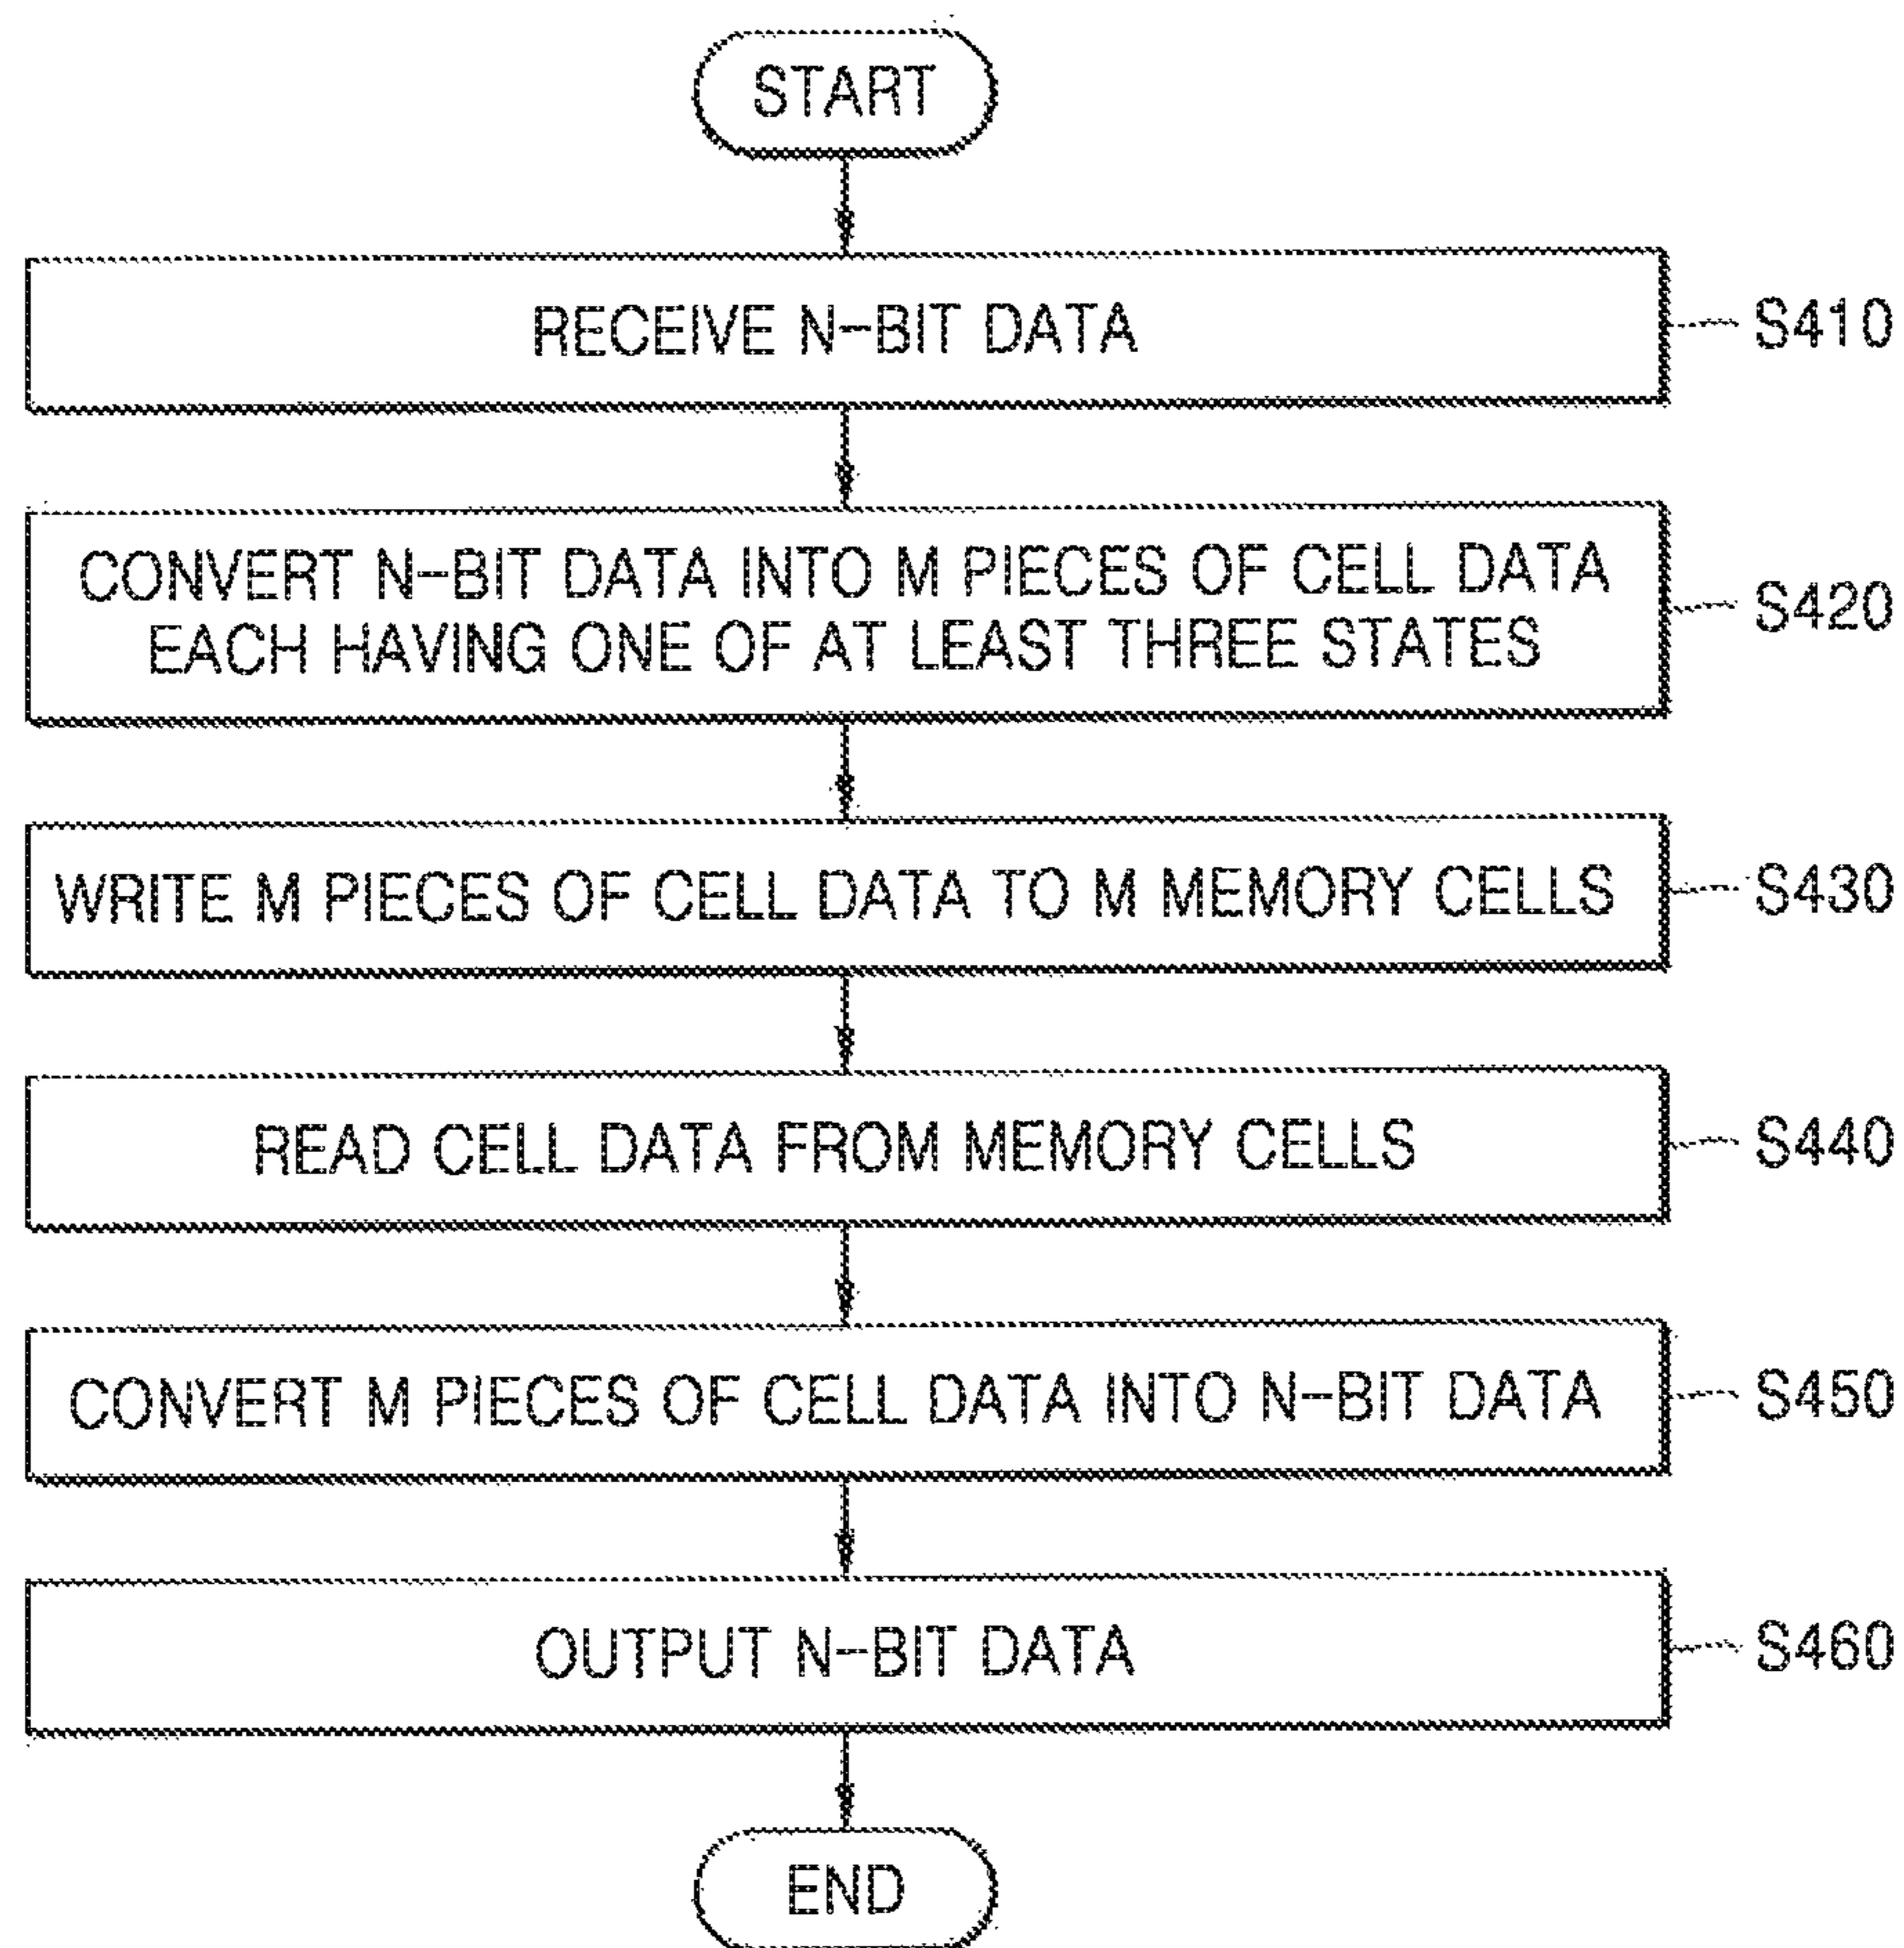 START
RECEIVE N-BIT DATA
S410
CONVERT N-BIT DATA INTO M PIECES OF CELL DATA
EACH HAVING ONE OF AT LEAST THREE STATES
S420
WRITE M PIECES OF CELL DATA TO M MEMORY CELLS
S430
READ CELL DATA FROM MEMORY CELLS
S440
CONVERT M PIECES OF CELL DATA INTO N-BIT DATA
S450
OUTPUT N-BIT DATA
S460
END